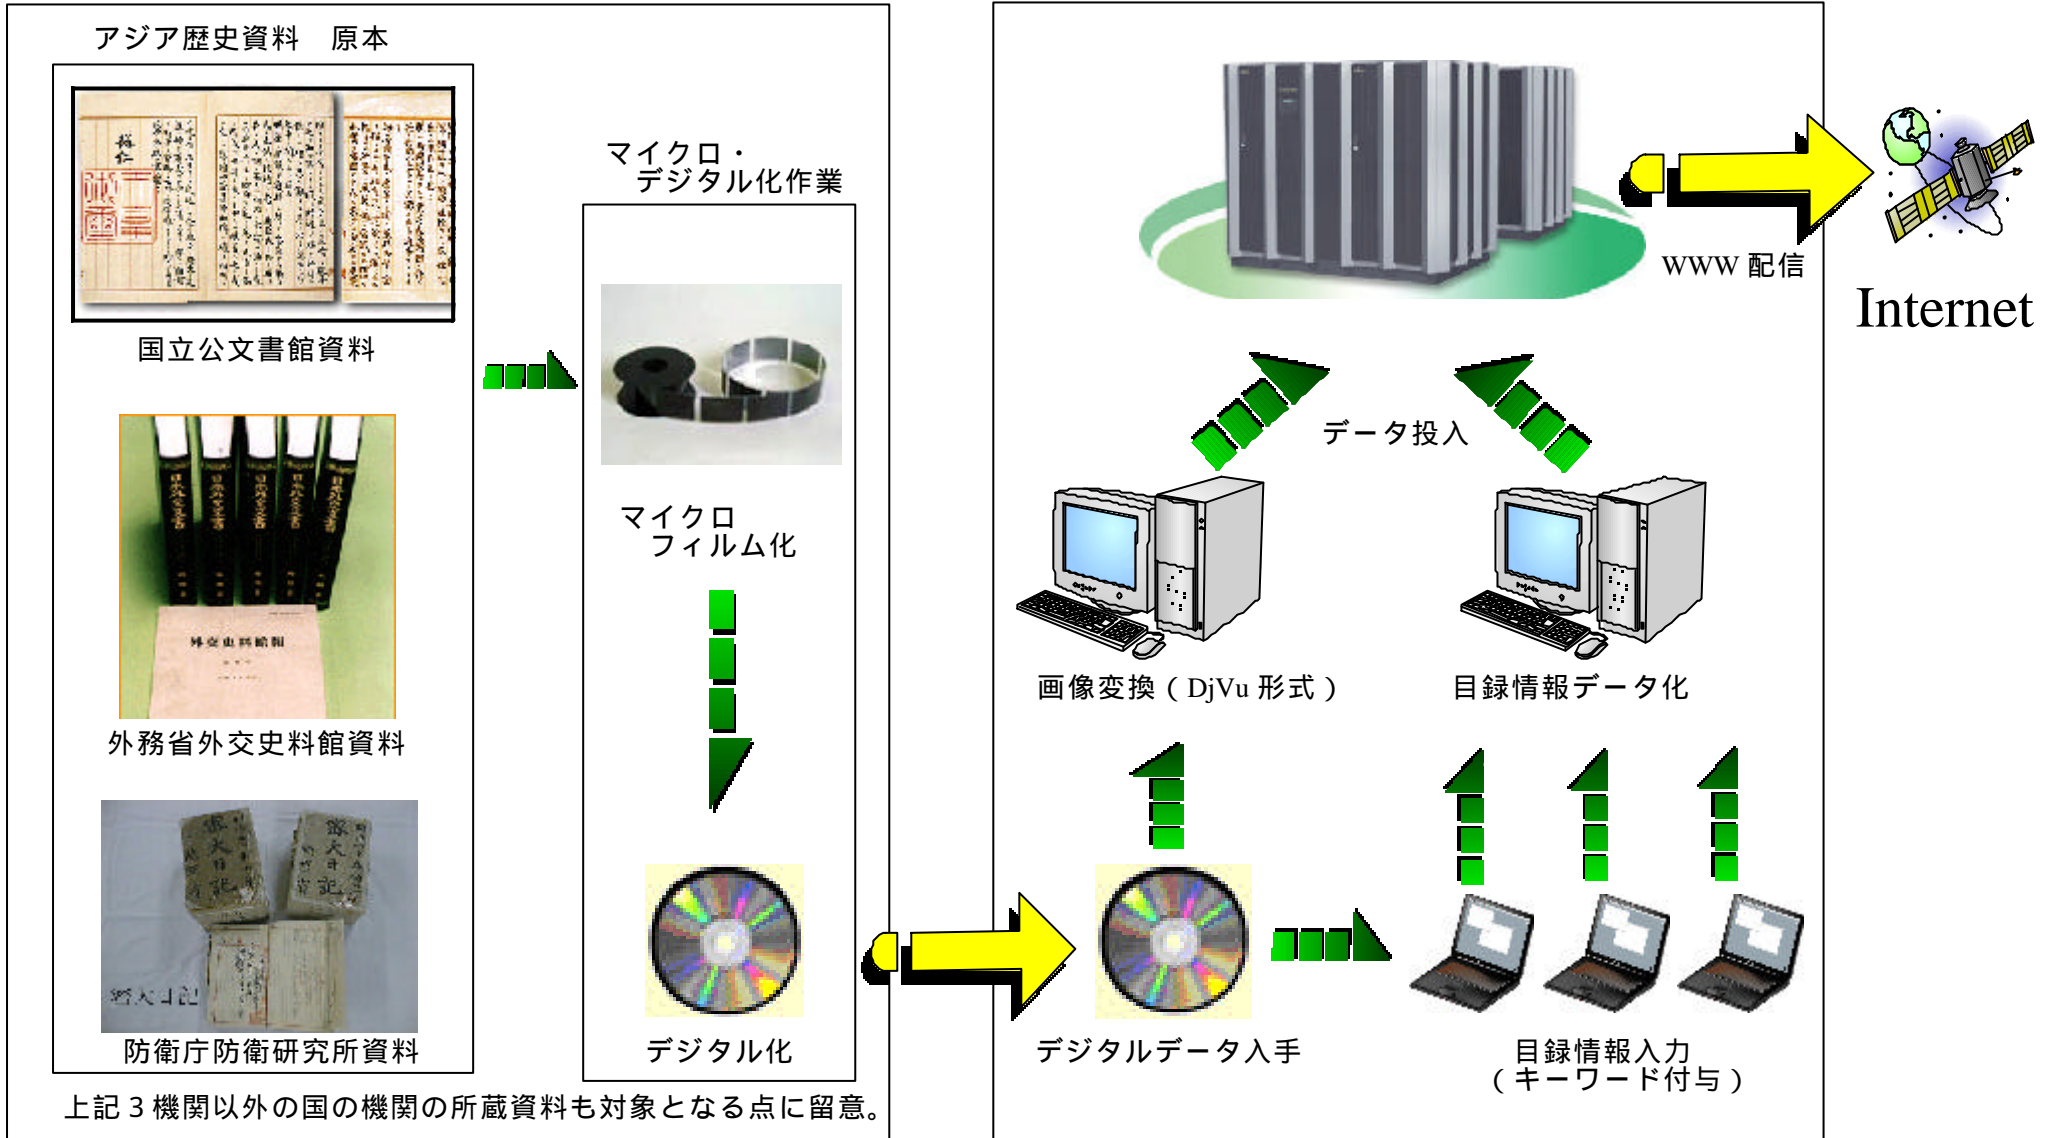 アジア歴史資料　原本
国立公文書館資料
外交史料館報
外務省外交史料館資料
防衛庁防衛研究所資料
上記3機関以外の国の機関の所蔵資料も対象となる点に留意。
マイクロ・
デジタル化作業
マイクロ
フィルム化
デジタル化
WWW 配信
Internet
データ投入
画像変換（DjVu 形式）
目録情報データ化
デジタルデータ入手
目録情報入力
（キーワード付与）